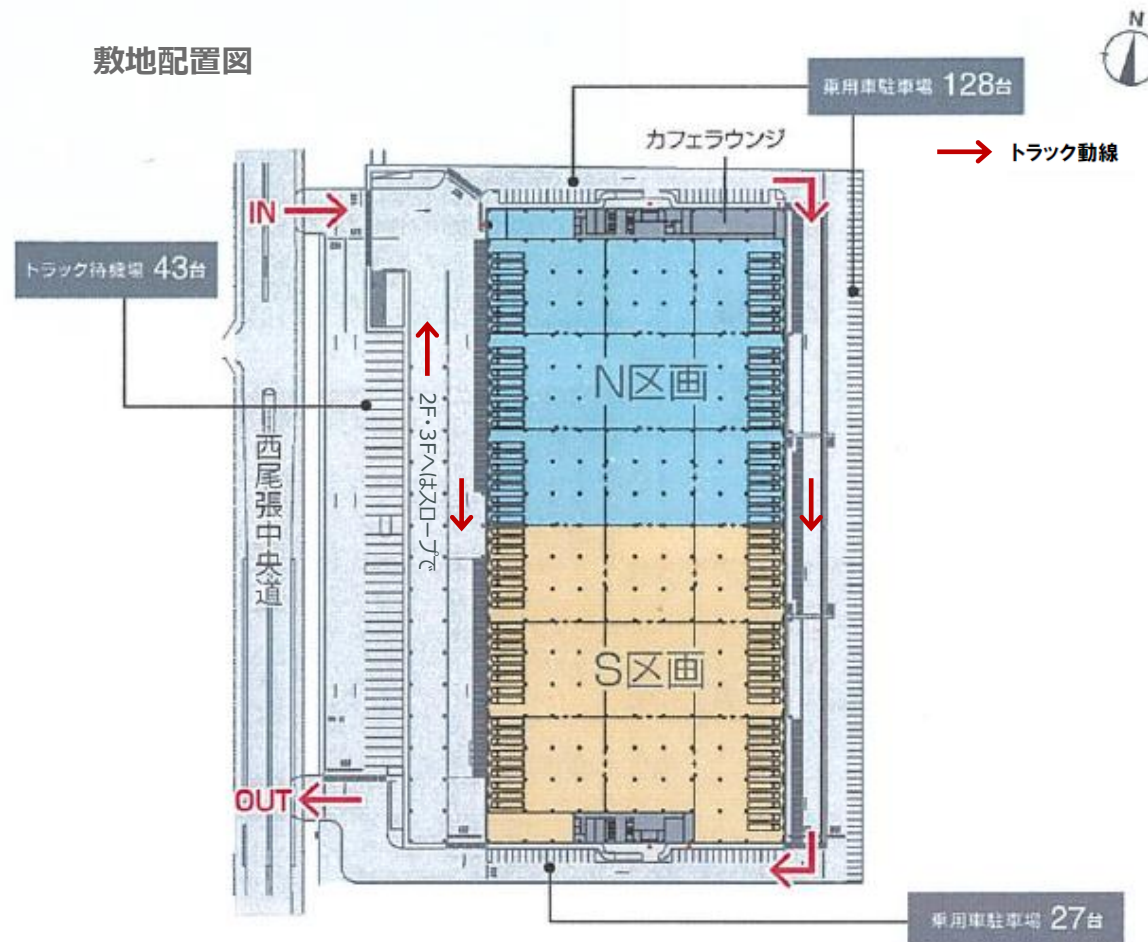 N
敷地配置図
乗用車駐車場 128台
カフェラウンジ
トラック動線
IN
トラック待機場 43台
N区画
2F・3Fへはスロープで
西尾張中央道
S区画
OUT
乗用車駐車場 27台